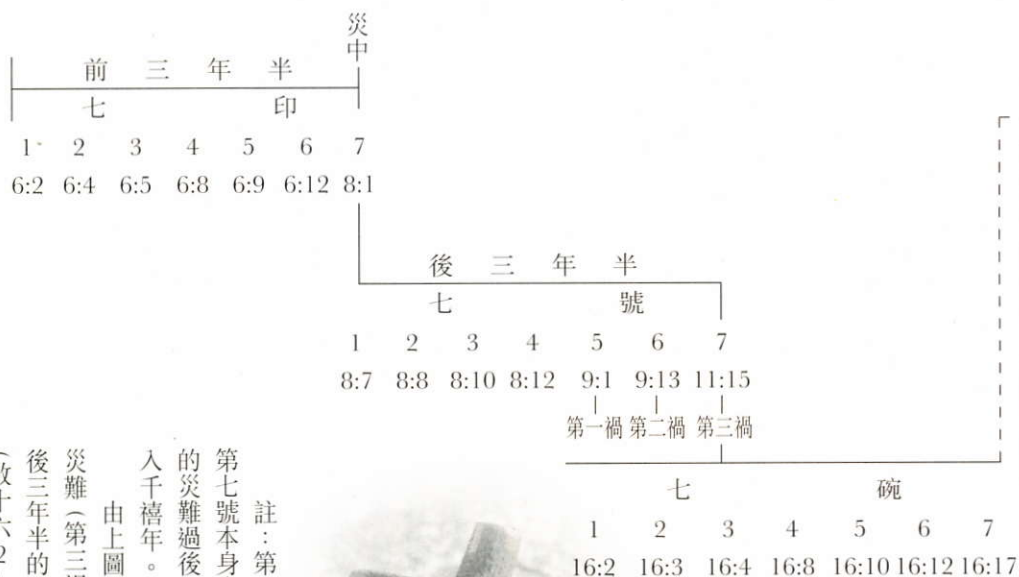 災中
前三年半
七印
1 2 3 4 5 6 7
6:2 6:4 6:5 6:8 6:9 6:12 8:1
後三年半
七號
1 2 3 4 5 6 7
8:7 8:8 8:10 8:12 9:1 9:13 11:15
第一禍 第二禍 第三禍
七碗
1 2 3 4 5 6 7
16:2 16:3 16:4 16:8 16:10 16:12 16:17
註：第
第七號本身
的災難過後
入千禧年。
由上圖
災難（第三禍
後三年半的